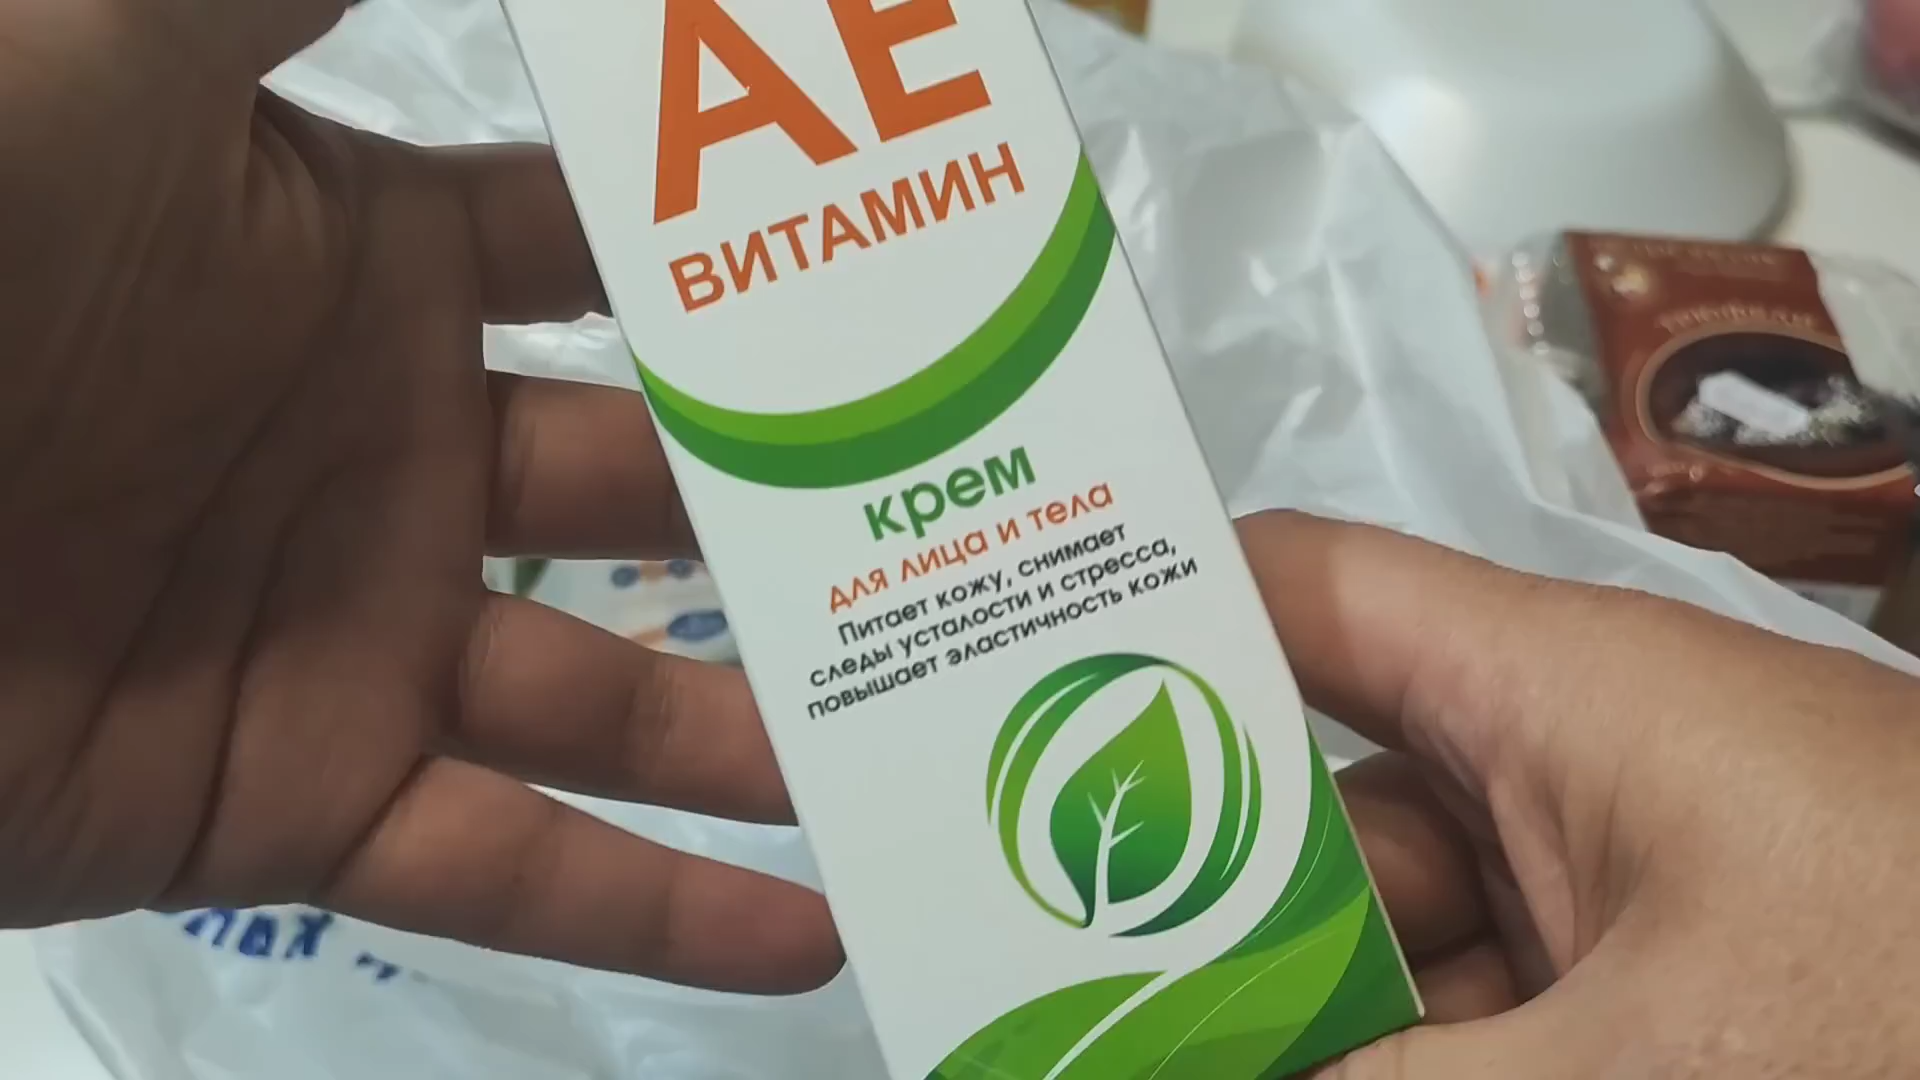 АЕ
ВИТАМИН
крем
для лица и тела
Питает кожу, снимает
следы усталости и стресса,
повышает эластичность кожи